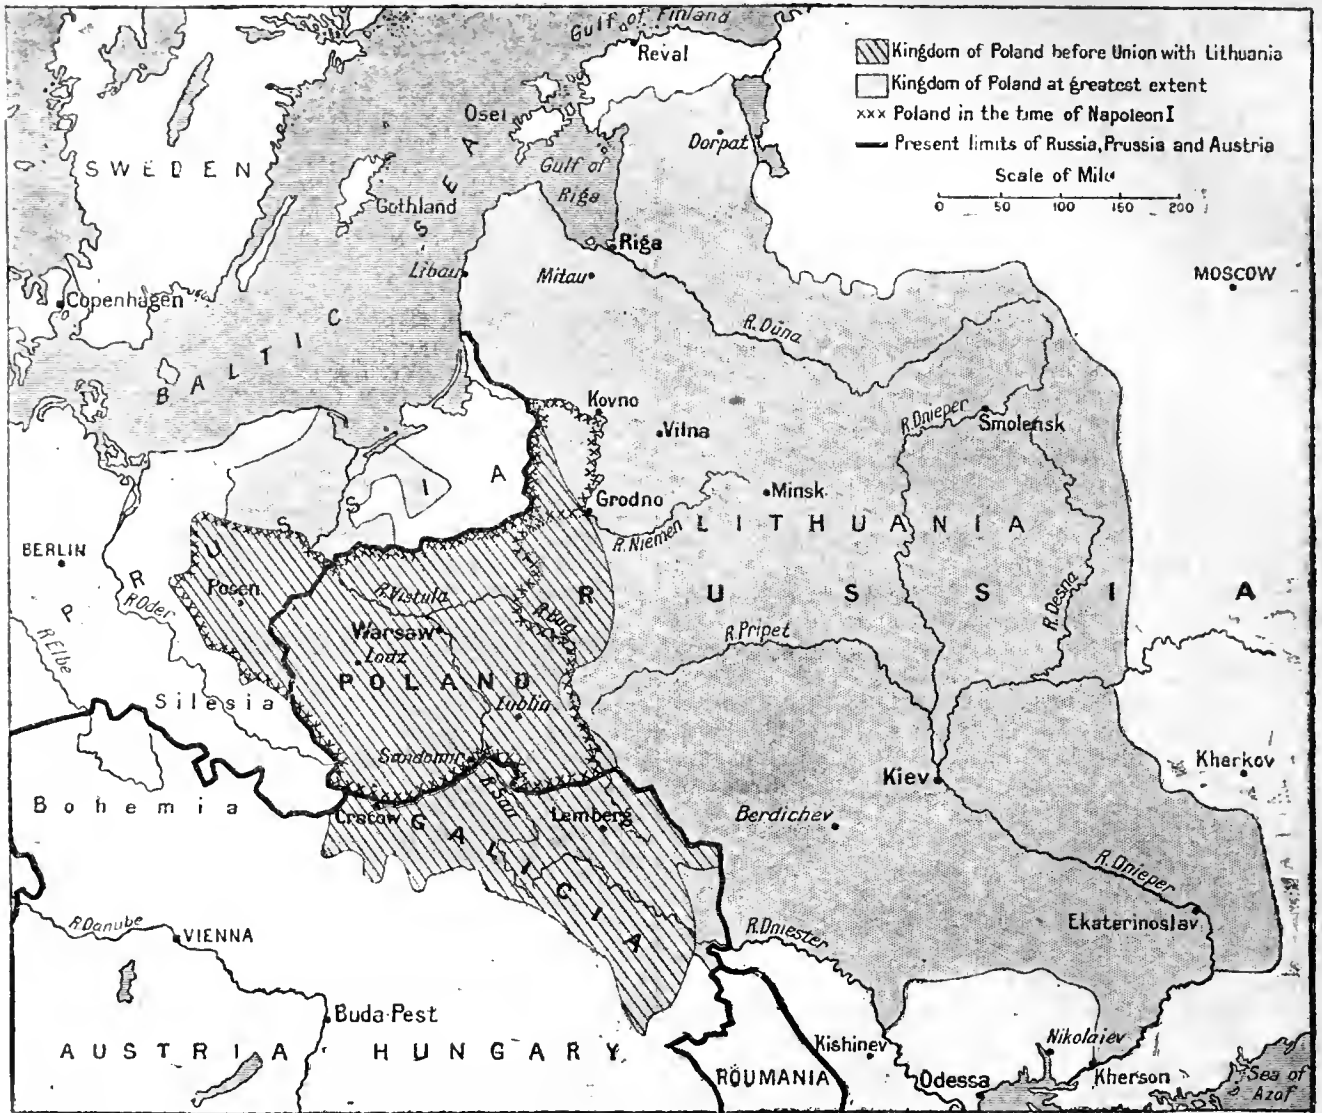 Gulf of Finland
Reval
Kingdom of Poland before Union with Lithuania
Kingdom of Poland at greatest extent
xxx Poland in the time of Napoleon I
Present limits of Russia, Prussia and Austria
Scale of Mile
0 50 100 150 200
Osel
Dorpat
SWEDEN
Gulf of
Riga
Gothland
BALTIC SEA
Riga
Libau
Mitau
MOSCOW
Copenhagen
R. Düna
Kovno
Vilna
R. Dnieper
Smolensk
PRUSSIA
Grodno
Minsk
LITHUANIA
R. Niemen
BERLIN
Posen
R. Vistula
R. Bug
RUSSIA
R. Desna
R. Oder
R. Elbe
Warsaw
Lodz
R. Pripet
POLAND
Silesia
Lublin
Sandomir
R. San
Kiev
Kharkov
Bohemia
Cracow
GALICIA
Lemberg
Berdichev
R. Dnieper
R. Danube
VIENNA
R. Dniester
Ekaterinoslav
Buda-Pest
AUSTRIA HUNGARY
Kishinev
Nikolaiev
ROUMANIA
Odessa
Kherson
Sea of
Azof